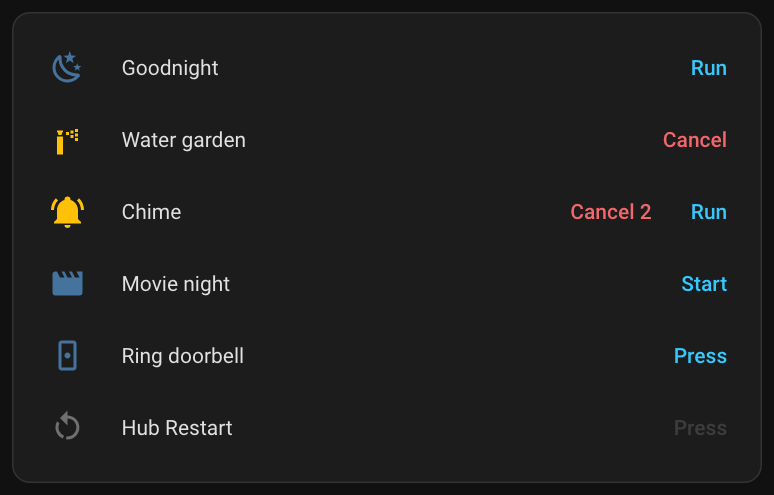 Goodnight Run
Water garden Cancel
Chime Cancel 2 Run
Movie night Start
Ring doorbell Press
Hub Restart Press